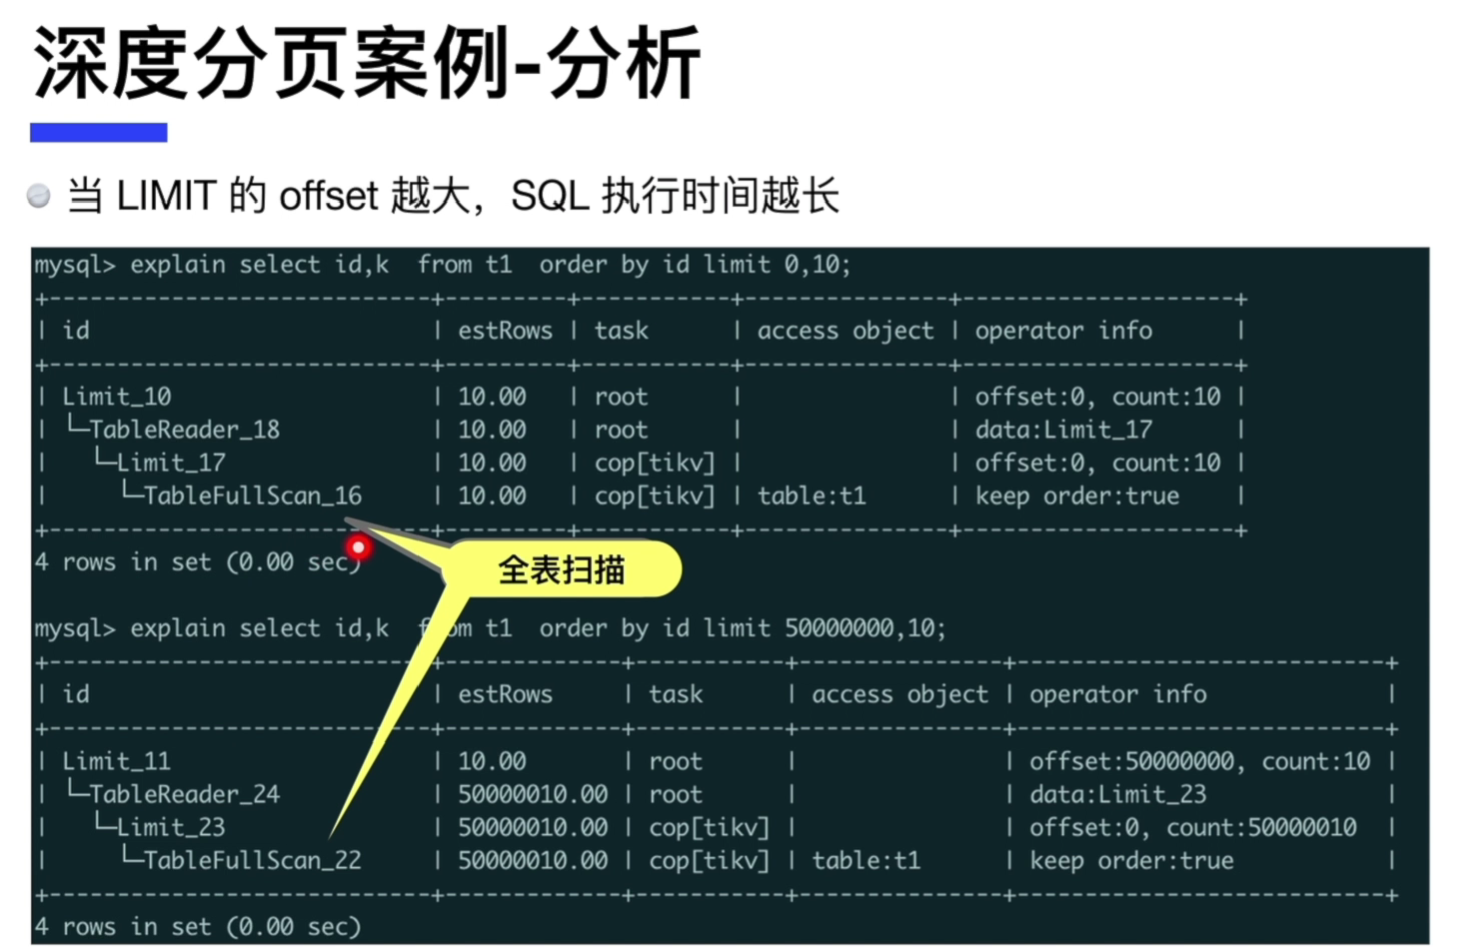 深度分页案例-分析
当 LIMIT 的 offset 越大，SQL 执行时间越长
mysql> explain select id,k  from t1  order by id limit 0,10;
+-----------------------------+---------+-----------+---------------+---------------------+
| id                          | estRows | task      | access object | operator info       |
+-----------------------------+---------+-----------+---------------+---------------------+
| Limit_10                    | 10.00   | root      |               | offset:0, count:10  |
| └─TableReader_18            | 10.00   | root      |               | data:Limit_17       |
|   └─Limit_17                | 10.00   | cop[tikv] |               | offset:0, count:10  |
|     └─TableFullScan_16      | 10.00   | cop[tikv] | table:t1      | keep order:true     |
+-----------------------------+---------+-----------+---------------+---------------------+
4 rows in set (0.00 sec)
全表扫描
mysql> explain select id,k  from t1  order by id limit 50000000,10;
+-----------------------------+-------------+-----------+---------------+----------------------------+
| id                          | estRows     | task      | access object | operator info              |
+-----------------------------+-------------+-----------+---------------+----------------------------+
| Limit_11                    | 10.00       | root      |               | offset:50000000, count:10  |
| └─TableReader_24            | 50000010.00 | root      |               | data:Limit_23              |
|   └─Limit_23                | 50000010.00 | cop[tikv] |               | offset:0, count:50000010   |
|     └─TableFullScan_22      | 50000010.00 | cop[tikv] | table:t1      | keep order:true            |
+-----------------------------+-------------+-----------+---------------+----------------------------+
4 rows in set (0.00 sec)